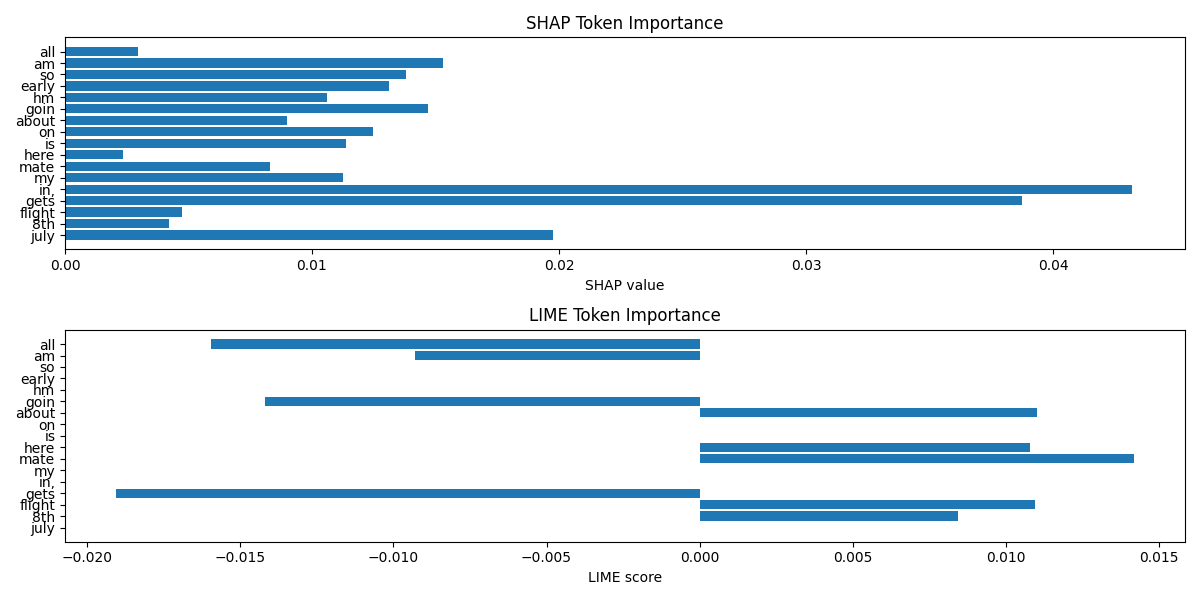 SHAP Token Importance
all
am
so
early
hm
goin
about
on
is
here
mate
my
in,
gets
flight
8th
july
0.00 0.01 0.02 0.03 0.04
SHAP value
LIME Token Importance
all
am
so
early
hm
goin
about
on
is
here
mate
my
in,
gets
flight
8th
july
−0.020 −0.015 −0.010 −0.005 0.000 0.005 0.010 0.015
LIME score